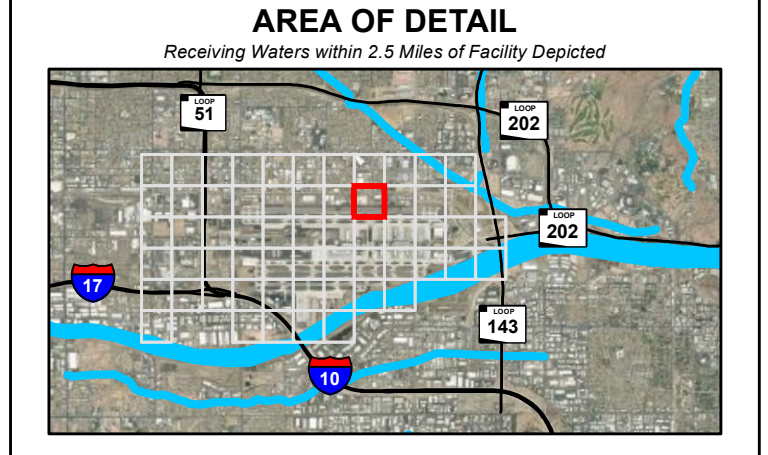 AREA OF DETAIL
Receiving Waters within 2.5 Miles of Facility Depicted
LOOP
51
LOOP
202
LOOP
202
17
LOOP
143
10